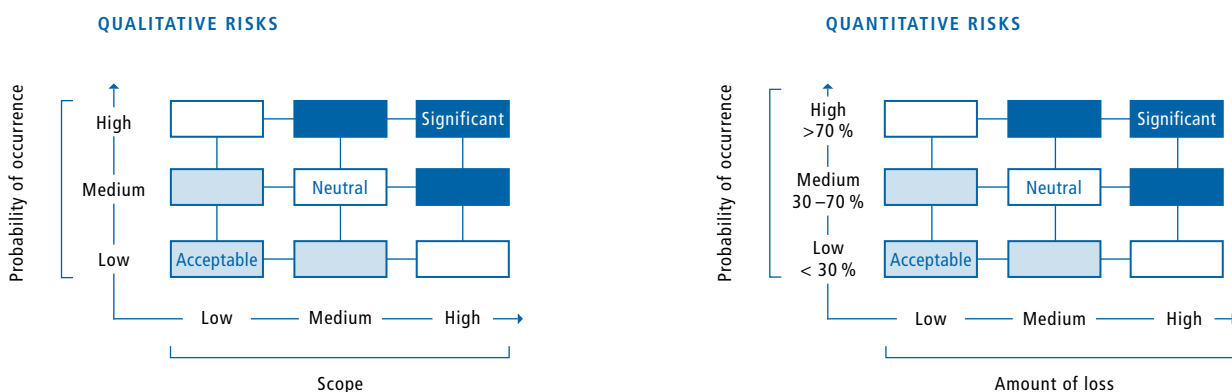 QUALITATIVE RISKS
Probability of occurrence
High
Significant
Medium
Neutral
Low
Acceptable
Low
Medium
High
Scope
QUANTITATIVE RISKS
Probability of occurrence
High
>70 %
Significant
Medium
30–70 %
Neutral
Low
< 30 %
Acceptable
Low
Medium
High
Amount of loss